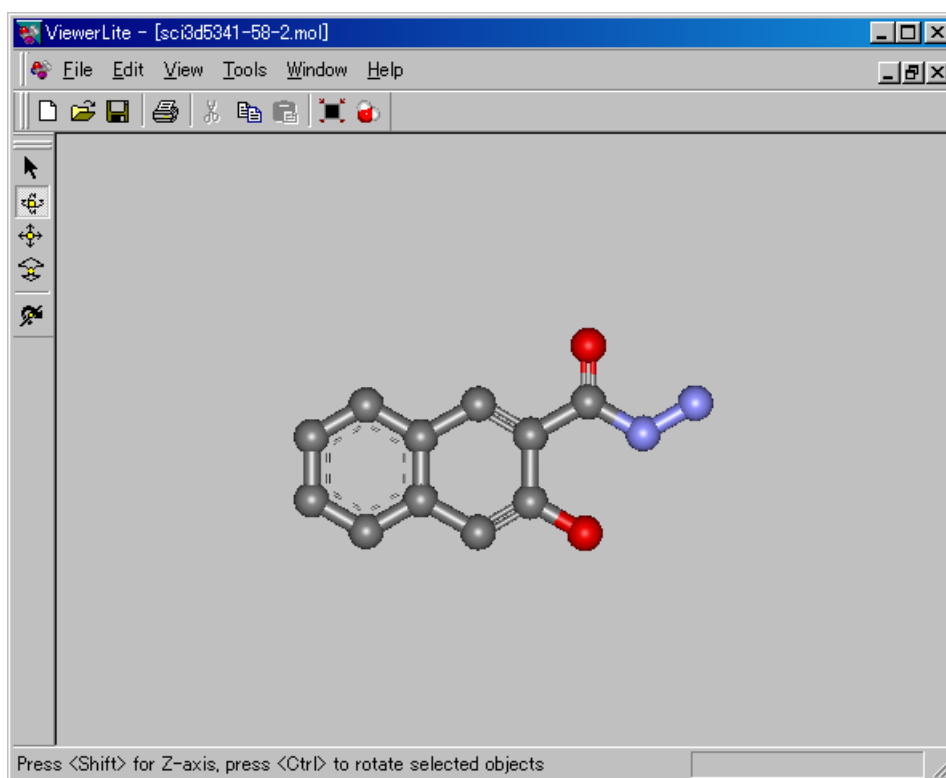 ViewerLite - [sci3d5341-58-2.mol]
File Edit View Tools Window Help
Press <Shift> for Z-axis, press <Ctrl> to rotate selected objects